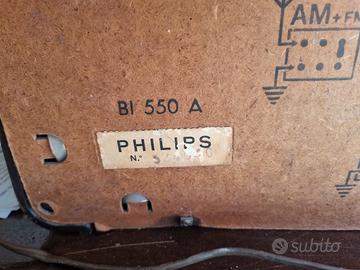 AM+FM
BI 550 A
PHILIPS
N.º
subito